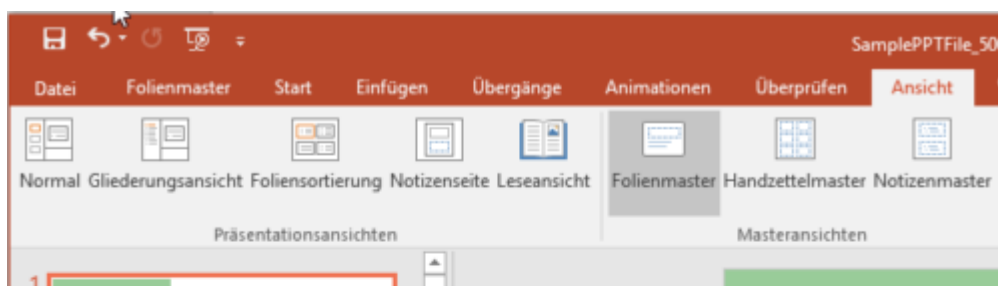 SamplePPTFile_50
Datei Folienmaster Start Einfügen Übergänge Animationen Überprüfen Ansicht
Normal Gliederungsansicht Foliensortierung Notizenseite Leseansicht Folienmaster Handzettelmaster Notizenmaster
Präsentationsansichten Masteransichten
1